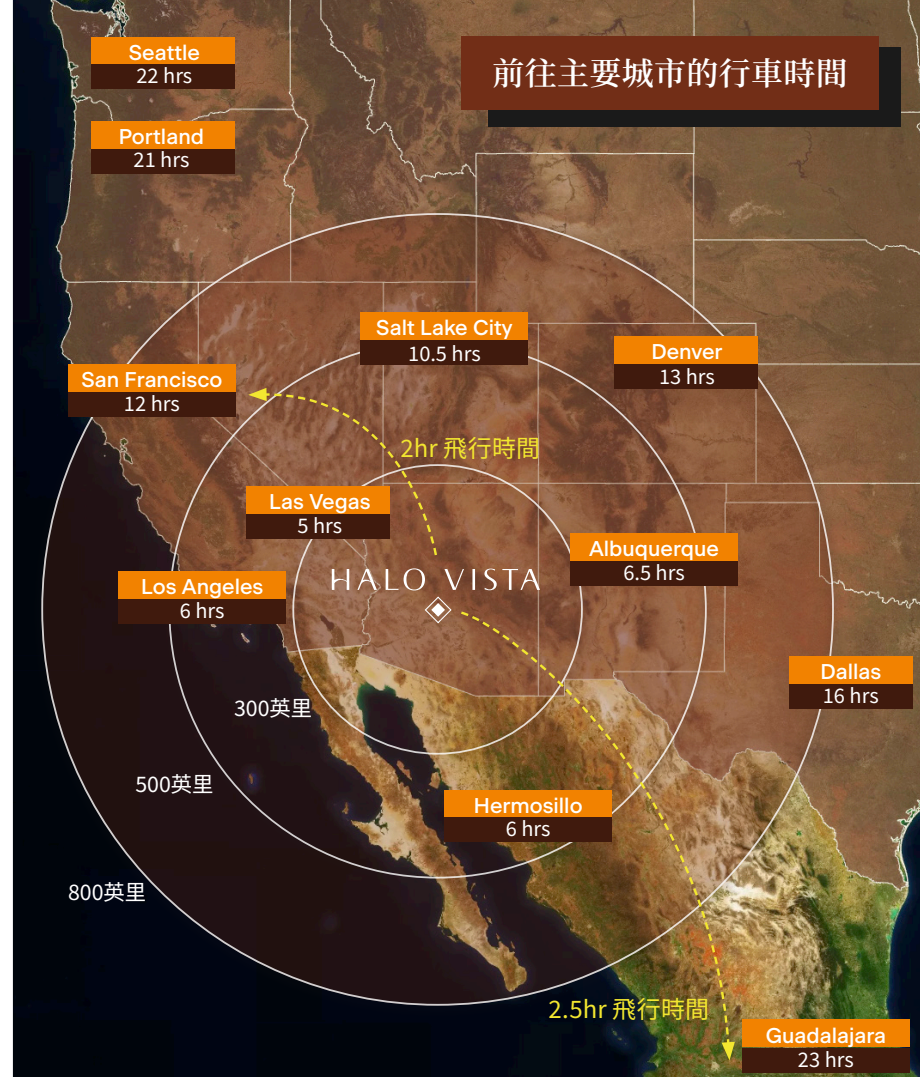 前往主要城市的行車時間
Seattle
22 hrs
Portland
21 hrs
Salt Lake City
10.5 hrs
Denver
13 hrs
San Francisco
12 hrs
2hr 飛行時間
Las Vegas
5 hrs
Albuquerque
6.5 hrs
HALO VISTA
Los Angeles
6 hrs
Dallas
16 hrs
300英里
500英里
Hermosillo
6 hrs
800英里
2.5hr 飛行時間
Guadalajara
23 hrs